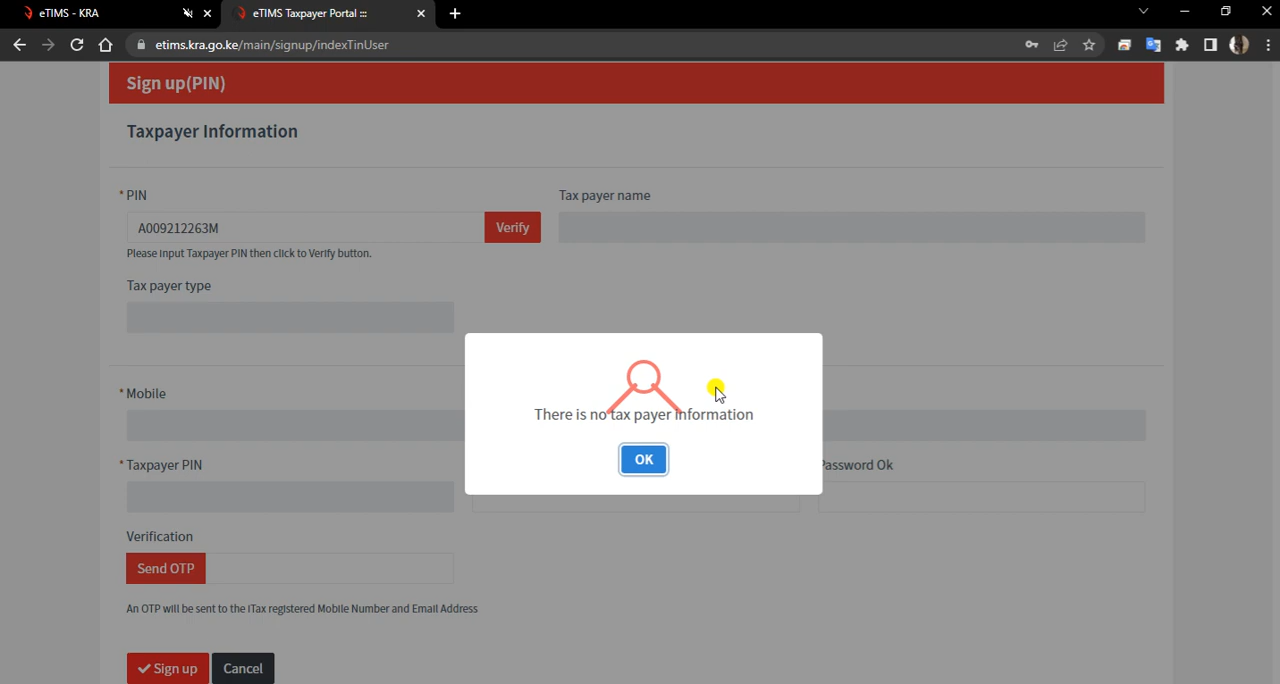 eTIMS - KRA
eTIMS Taxpayer Portal :::
etims.kra.go.ke/main/signup/indexTinUser
Sign up(PIN)
Taxpayer Information
* PIN
Tax payer name
A009212263M
Verify
Please Input Taxpayer PIN then click to Verify button.
Tax payer type
There is no tax payer information
OK
* Mobile
* Taxpayer PIN
Password Ok
Verification
Send OTP
An OTP will be sent to the iTax registered Mobile Number and Email Address
Sign up
Cancel